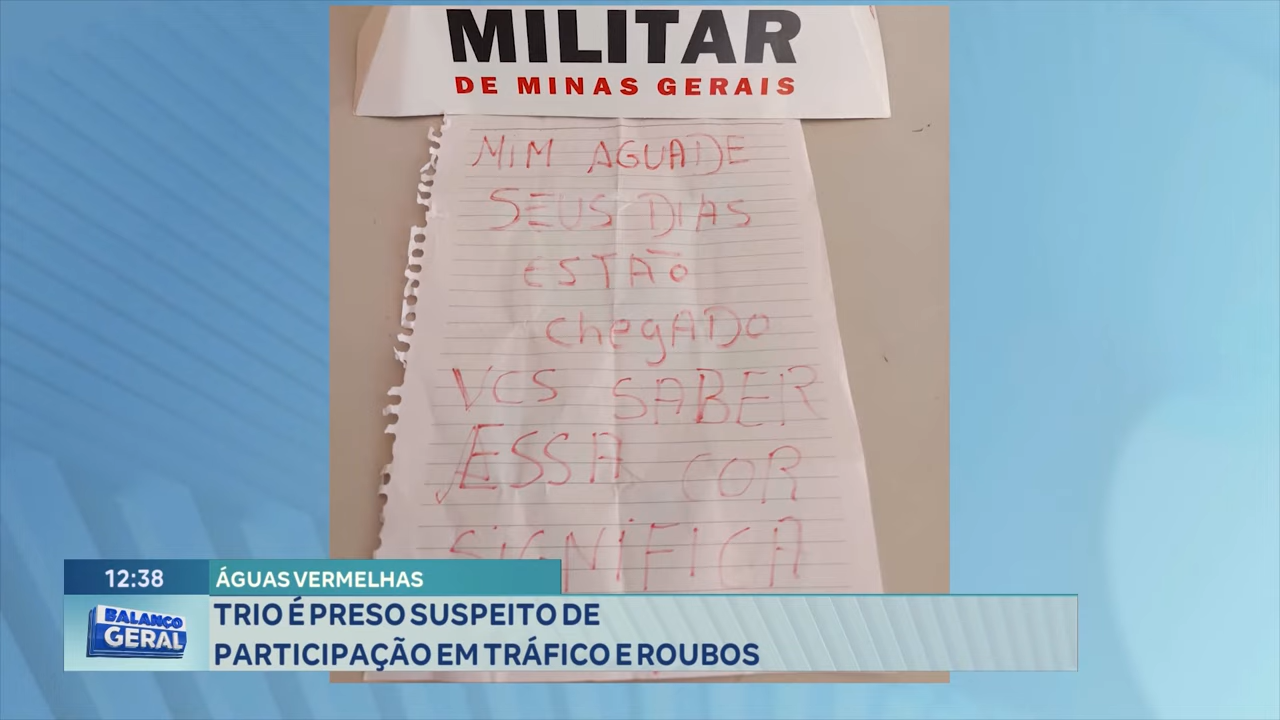 MILITAR
DE MINAS GERAIS
MIM AGUADE
SEUS DIAS
ESTÃO
chegADO
VCS SABER
ESSA COR
SIGNIFICA
12:38
ÁGUAS VERMELHAS
BALANÇO
GERAL
TRIO É PRESO SUSPEITO DE
PARTICIPAÇÃO EM TRÁFICO E ROUBOS